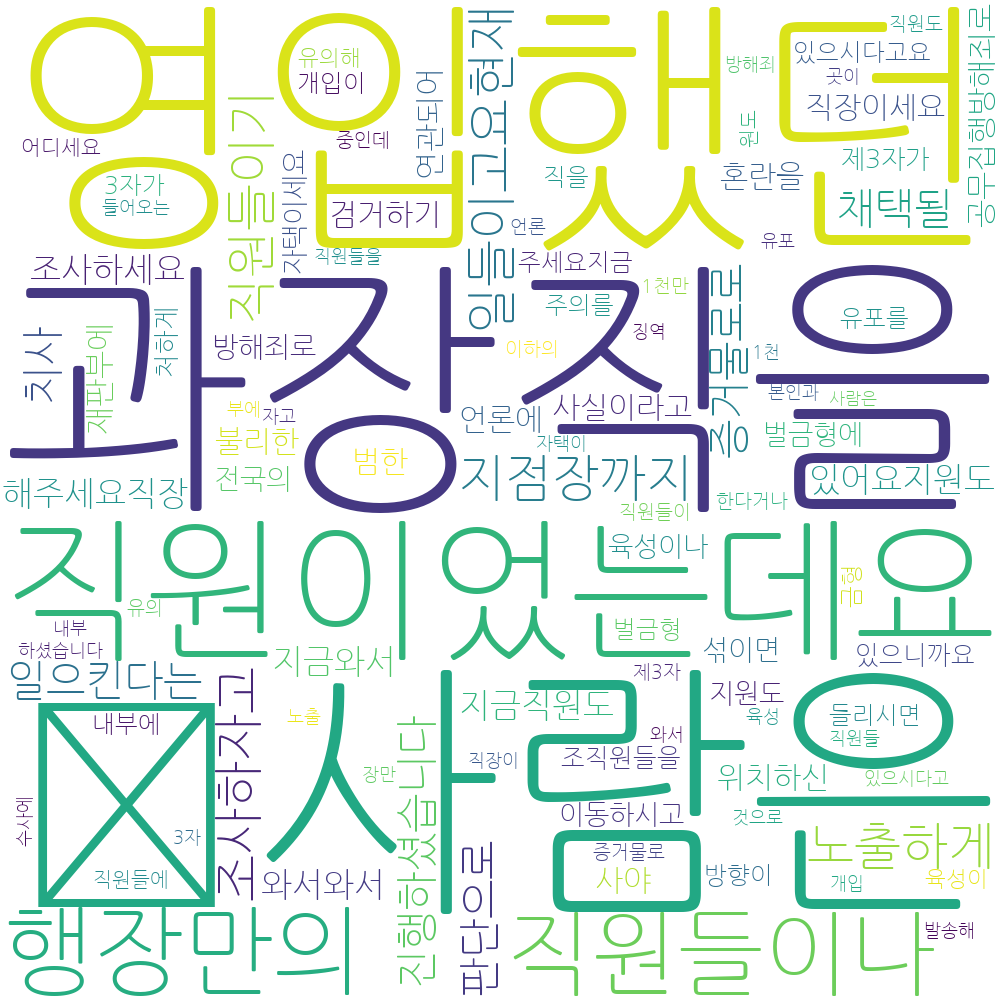 영업했던
과장직을
직원이었는데요
사람은
행장만의
직원들이나
유의해
개입이
어디세요
중인데
3자가
들어오는
검거하기
연관되어
자택이세요
직원들이기
직원들을
조사하세요
일들이고요현재
언론
주세요지금
직을
혼란을
유포
원도
방해죄
직원도
있으시다고요
곳이
직장이세요
제3자가
채택될
공무집행방해죄로
치사
재판부에
처하게
방해죄로
부에
자고
불리한
전국의
해주세요직장
범한
이하의
언론에
자택이
지점장까지
주의를
징역
1천만
사실이라고
직원들이
증거물로로
1천
본인과
사람은
유포를
벌금형에
있어요지원도
한다거나
유의
내부
하셨습니다
일으킨다는
지금와서
육성이나
벌금형
금형
섞이면
있으니까요
내부에
조사하자고
노출
수사에
3자
직원들에
장만
진행하셨습니다
와서와서
지금직원도
직장이
판단으로
제3자
와서
조직원들을
이동하시고
증거물로
사야
지원도
육성
위치하신
것으로
방향이
들리시면
직원들
있으시다고
노출하게
개입
육성이
발송해